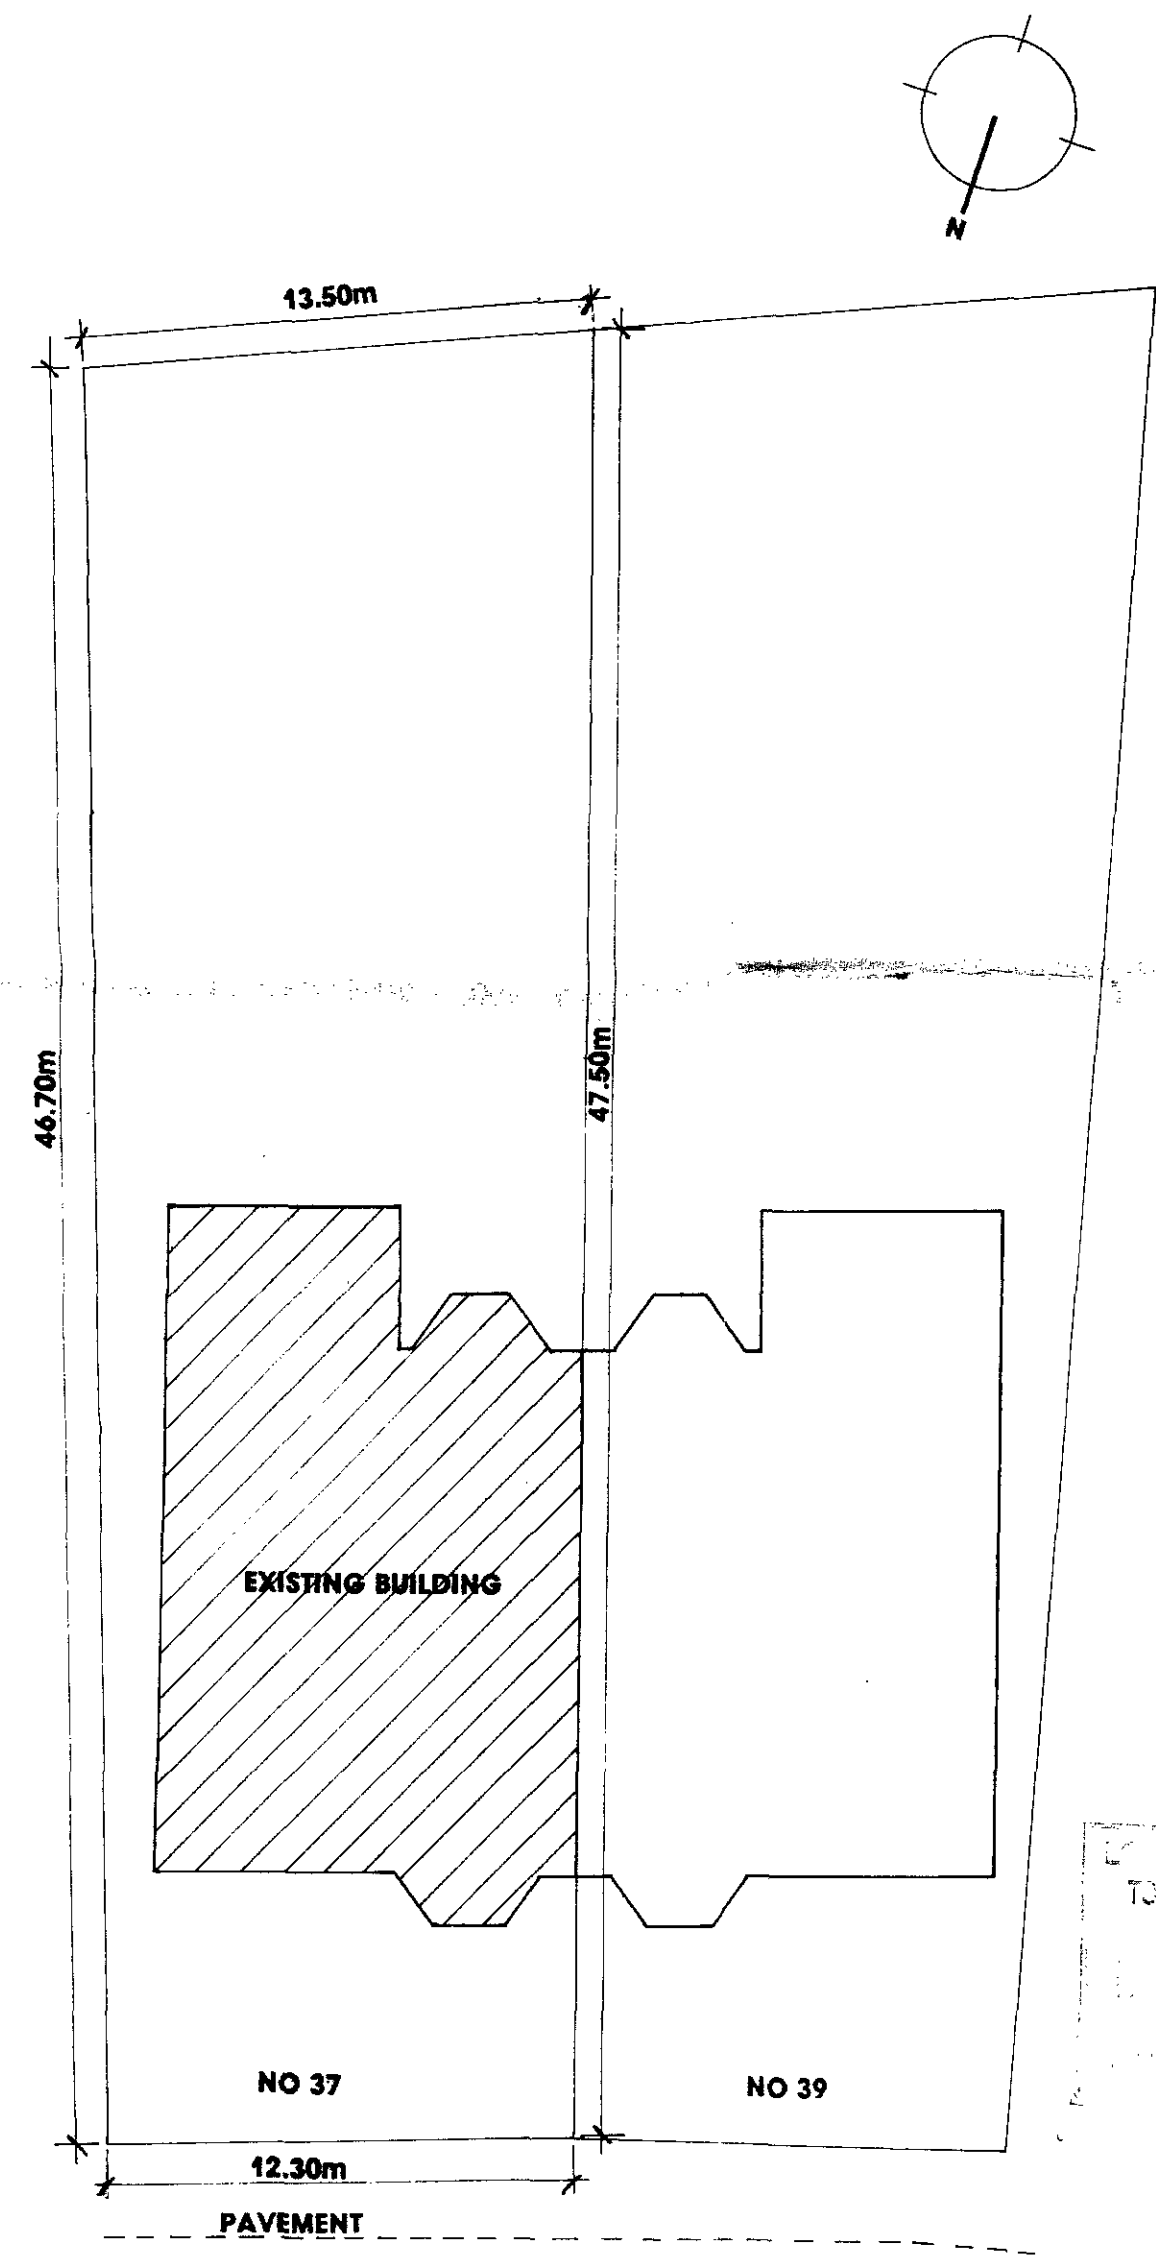 N
13.50m
46.70m
47.50m
EXISTING BUILDING
NO 37
NO 39
12.30m
PAVEMENT